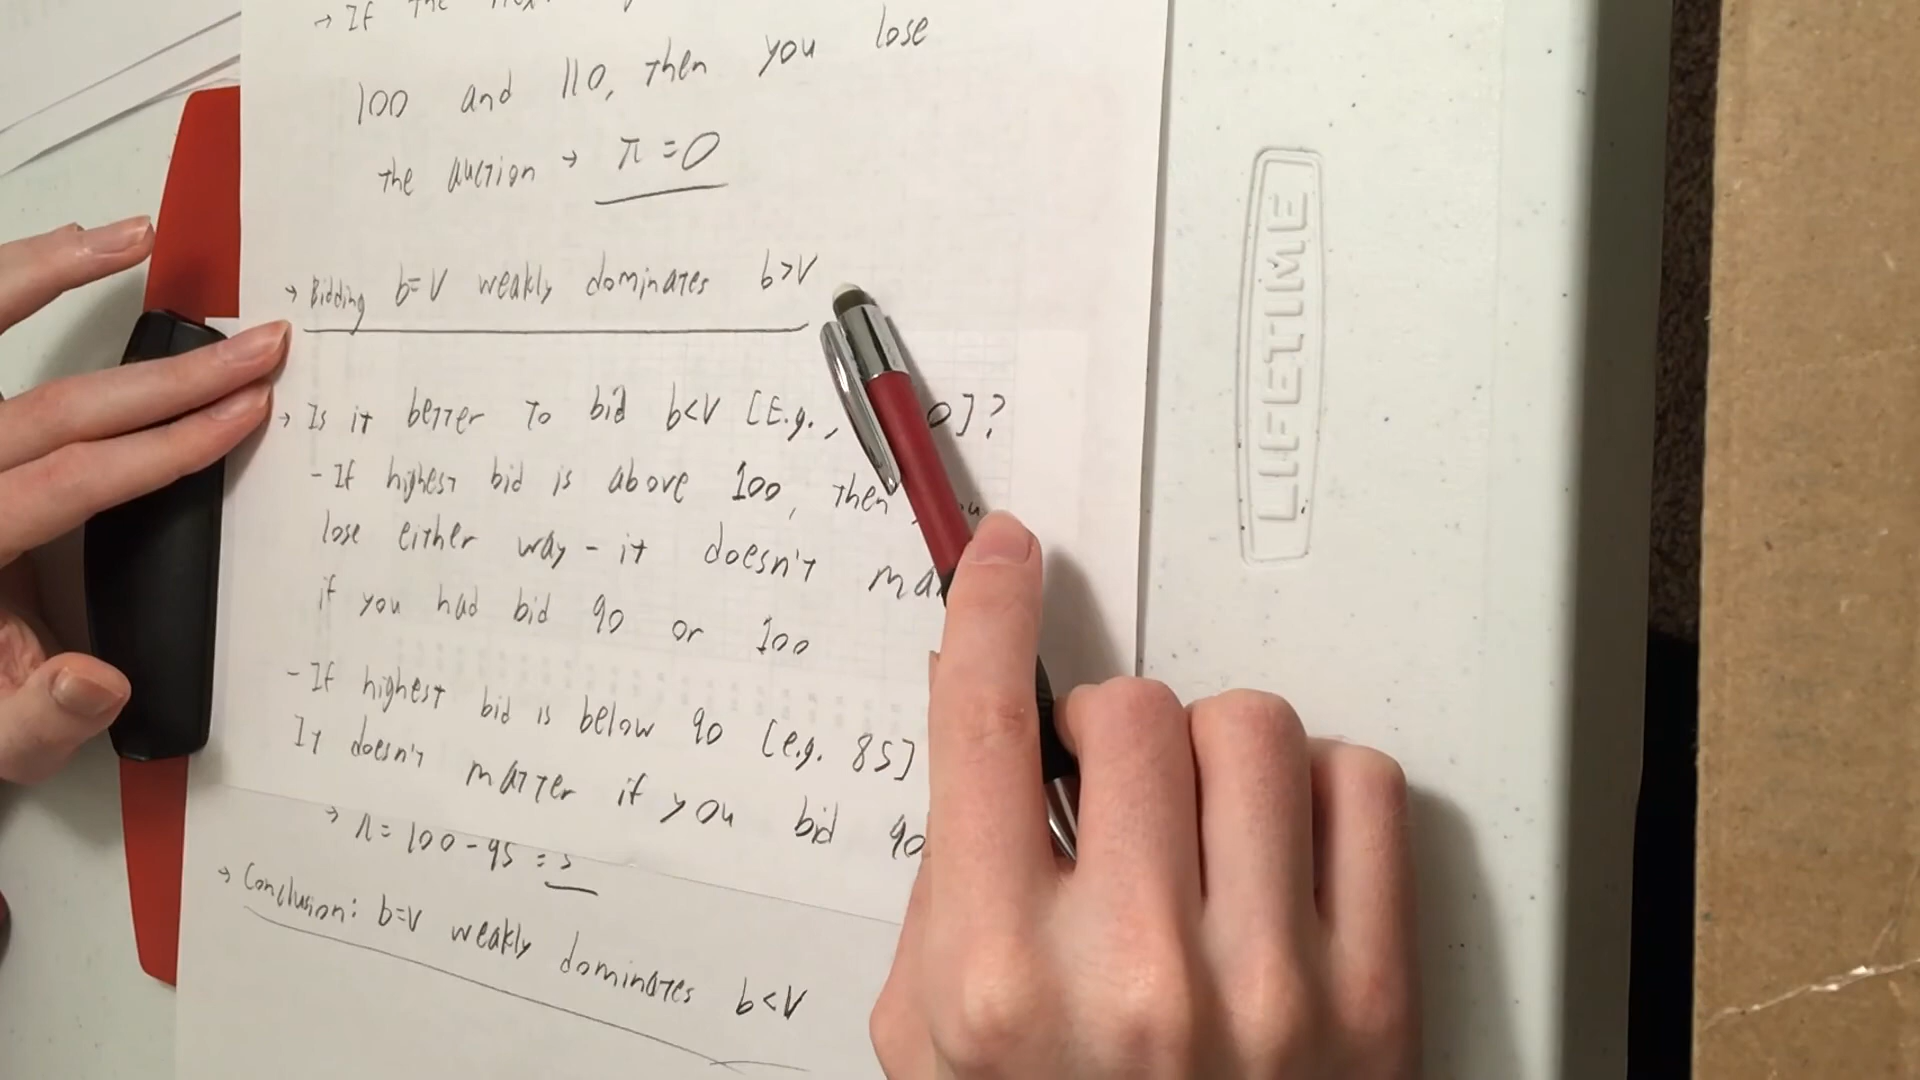 → If the
100 and 110, then you lose
the auction → π = 0
→ Bidding b=V weakly dominates b>V
→ Is it better to bid b<V [E.g., 0]?
- If highest bid is above 100, then
lose either way - it doesn't
if you had bid 90 or 100
- If highest bid is below 90 [e.g. 85]
It doesn't matter if you bid 90
→ π = 100 - 95 = 5
→ Conclusion: b=V weakly dominates b<V
LIFETIME